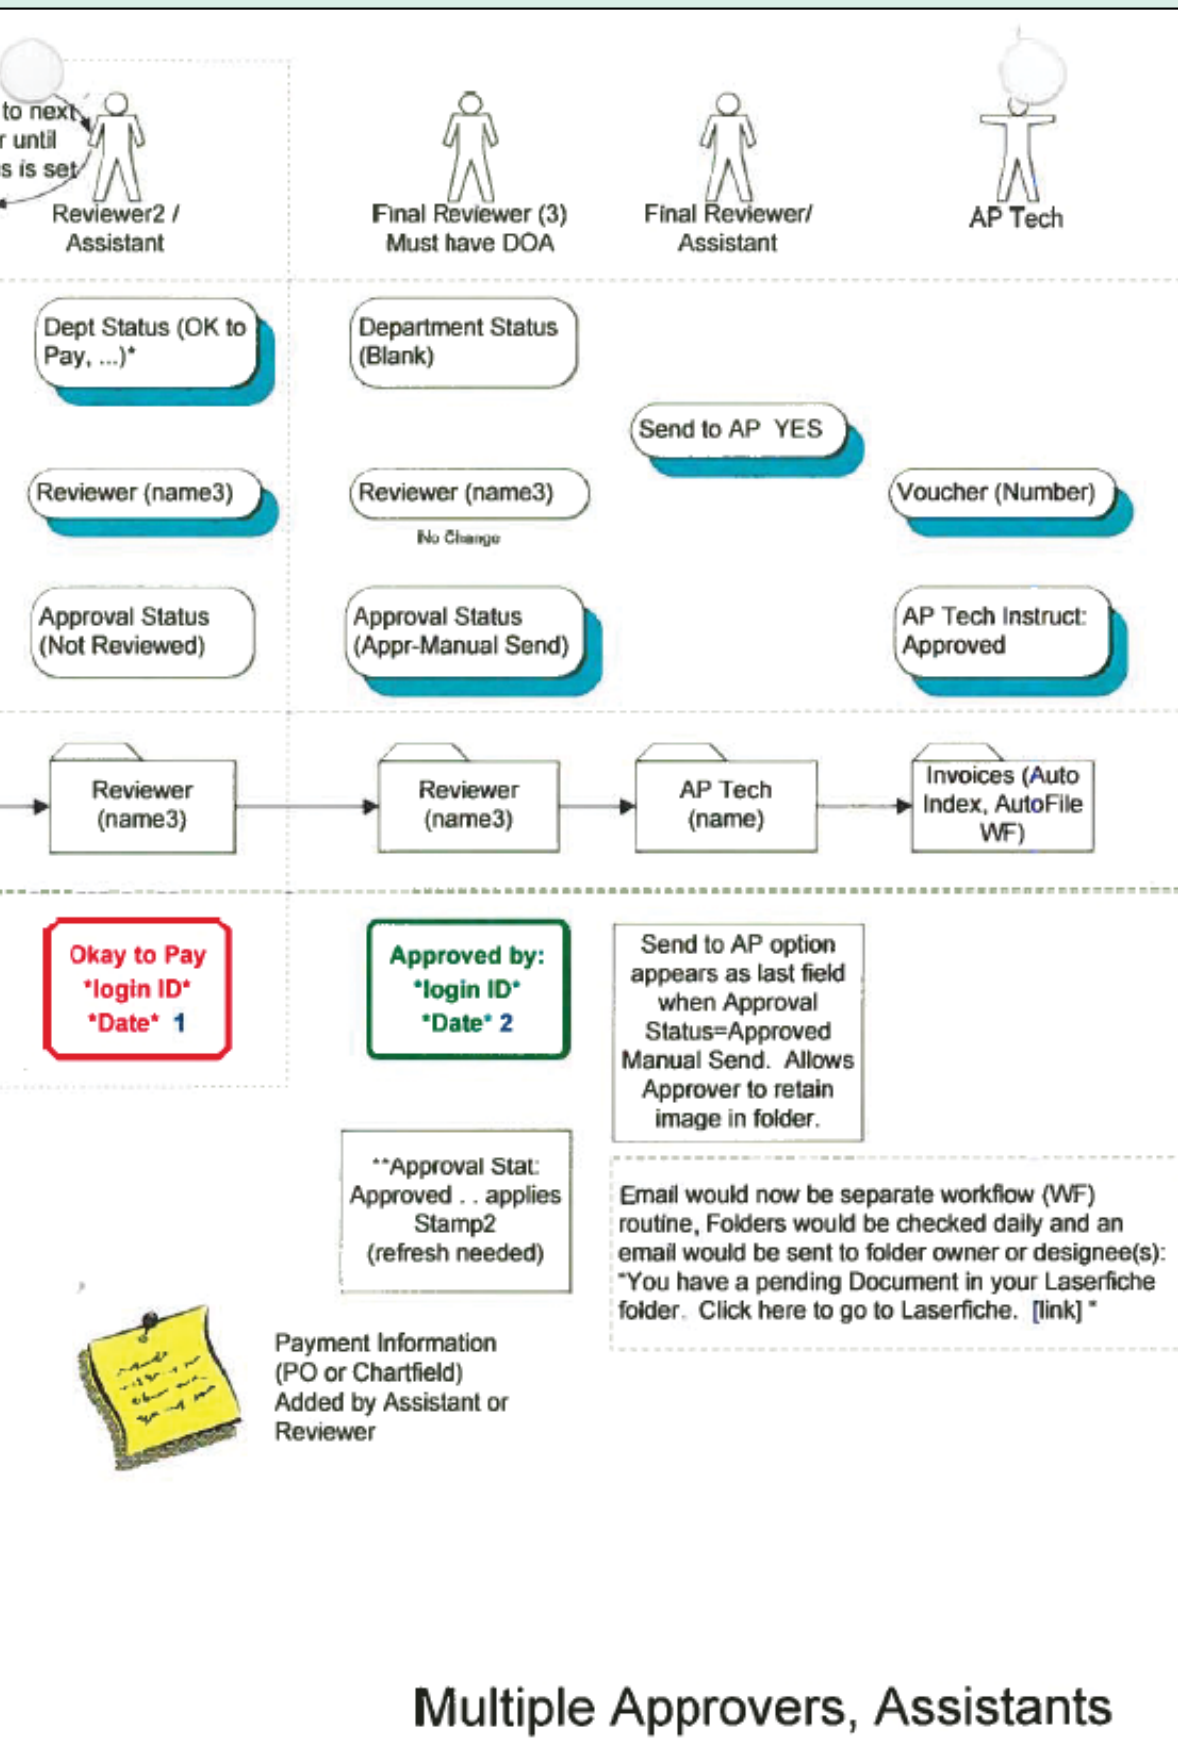 to next
r until
s is set
Reviewer2 /
Assistant
Final Reviewer (3)
Must have DOA
Final Reviewer/
Assistant
AP Tech
Dept Status (OK to
Pay, ...)*
Department Status
(Blank)
Send to AP YES
Reviewer (name3)
Reviewer (name3)
No Change
Voucher (Number)
Approval Status
(Not Reviewed)
Approval Status
(Appr-Manual Send)
AP Tech Instruct:
Approved
Reviewer
(name3)
Reviewer
(name3)
AP Tech
(name)
Invoices (Auto
Index, AutoFile
WF)
Okay to Pay
*login ID*
*Date* 1
Approved by:
*login ID*
*Date* 2
Send to AP option
appears as last field
when Approval
Status=Approved
Manual Send. Allows
Approver to retain
image in folder.
**Approval Stat:
Approved . . applies
Stamp2
(refresh needed)
Email would now be separate workflow (WF)
routine, Folders would be checked daily and an
email would be sent to folder owner or designee(s):
"You have a pending Document in your Laserfiche
folder. Click here to go to Laserfiche. [link] "
Payment Information
(PO or Chartfield)
Added by Assistant or
Reviewer
Multiple Approvers, Assistants